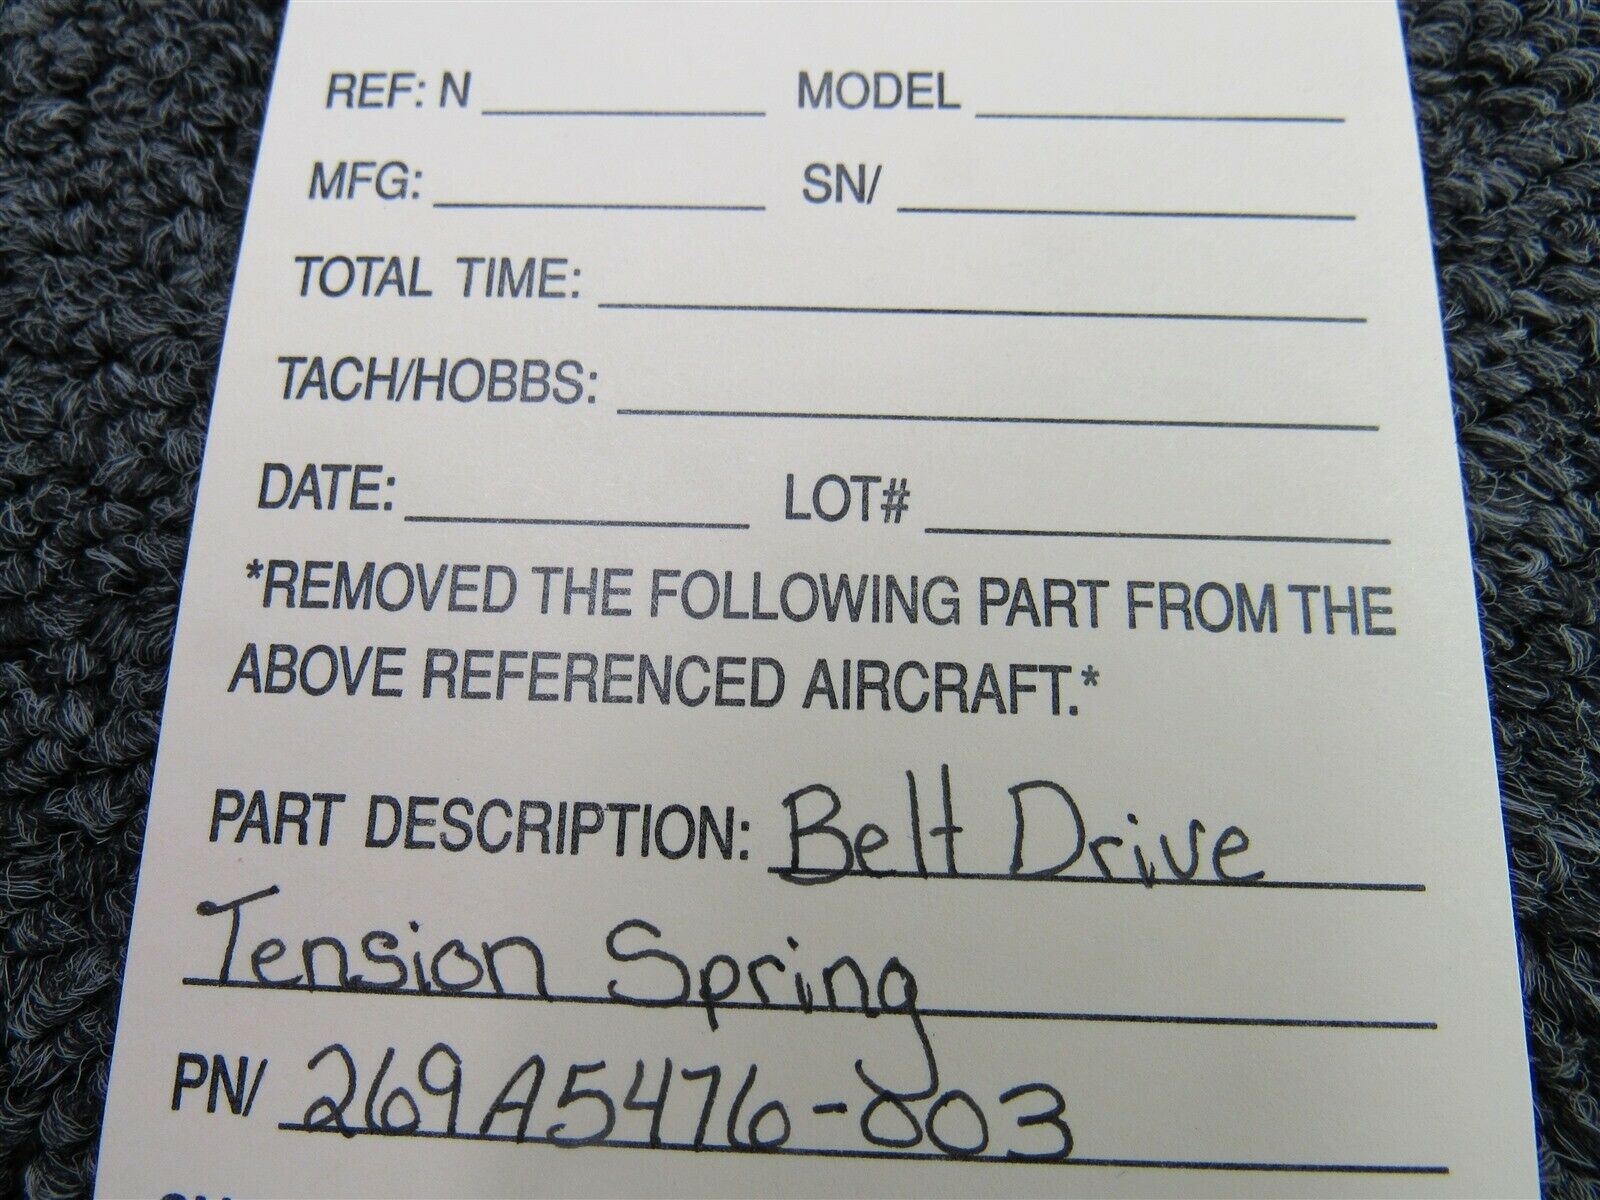 REF: N MODEL
MFG: SN/
TOTAL TIME:
TACH/HOBBS:
DATE: LOT#
*REMOVED THE FOLLOWING PART FROM THE
ABOVE REFERENCED AIRCRAFT.*
PART DESCRIPTION: Belt Drive
Tension Spring
PN/ 269A5476-003